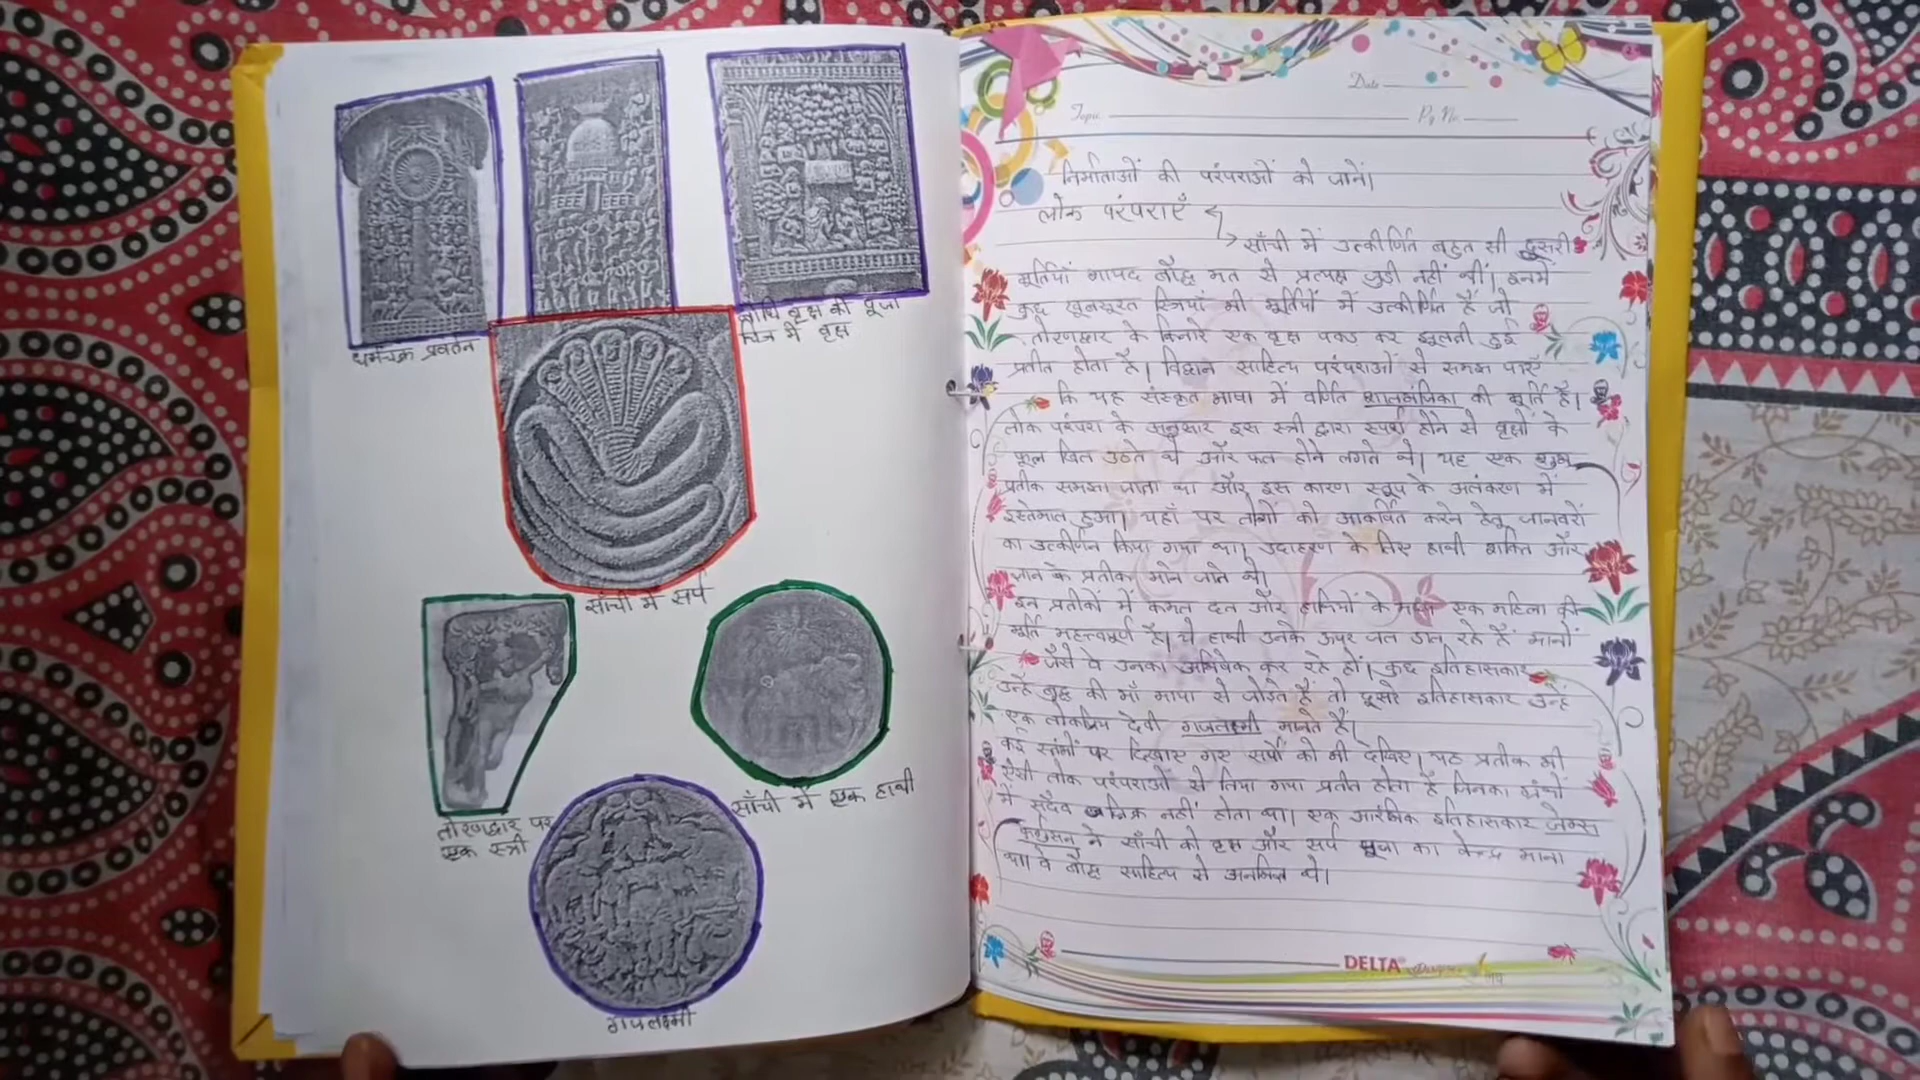 धर्मचक्र प्रवर्तन
बोधि वृक्ष की पूजा
चित्र में वृक्ष
साँची में सर्प
तोरणद्वार पर
एक स्त्री
साँची में एक हाथी
गजलक्ष्मी
Date
Topic
Pg No.
निर्माताओं की परंपराओं को जानें।
लोक परंपराएँ
साँची में उत्कीर्णित बहुत सी दूसरी
मूर्तियां शायद बौद्ध मत से प्रत्यक्ष जुड़ी नहीं थीं। इनमें
कुछ खूबसूरत स्त्रियां भी मूर्तियों में उत्कीर्णित हैं जो
तोरणद्वार के किनारे एक वृक्ष पकड़ कर झूलती हुई
प्रतीत होता है। विद्वान साहित्य परंपराओं से समझ पाएँ
कि यह संस्कृत भाषा में वर्णित शालभंजिका की मूर्ति है।
लोक परंपरा के अनुसार इस स्त्री द्वारा स्पर्श होने से वृक्षों के
फूल खिल उठते थे और फल होने लगते थे। यह एक शुभ
प्रतीक समझा जाता था और इस कारण स्तूप के अलंकरण में
इस्तेमाल हुआ। यहाँ पर लोगों को आकर्षित करने हेतू जानवरों
का उत्कीर्णन किया गया था। उदाहरण के लिए हाथी शक्ति और
ज्ञान के प्रतीक माने जाते थे।
इन प्रतीकों में कमल दल और हाथियों के एक महिला की
मूर्ति महत्त्वपूर्ण है। ये हाथी उनके ऊपर जल डाल रहे हैं मानों
जैसे वे उनका अभिषेक कर रहे हों। कुछ इतिहासकार
उन्हें बुद्ध की माँ माया से जोड़ते हैं तो दूसरे इतिहासकार उन्हें
एक लोकप्रिय देवी गजलक्ष्मी मानते हैं।
कई स्तंभों पर दिखाए गए सर्पों को भी देखिए। यह प्रतीक भी
ऐसी लोक परंपराओं से लिया गया प्रतीत होता है जिनका ग्रंथों
में सदैव जिक्र नहीं होता था। एक आरंभिक इतिहासकार जेम्स
फर्गुसन ने साँची को वृक्ष और सर्प पूजा का केन्द्र माना
था। वे बौद्ध साहित्य से अनभिज्ञ थे।
DELTA